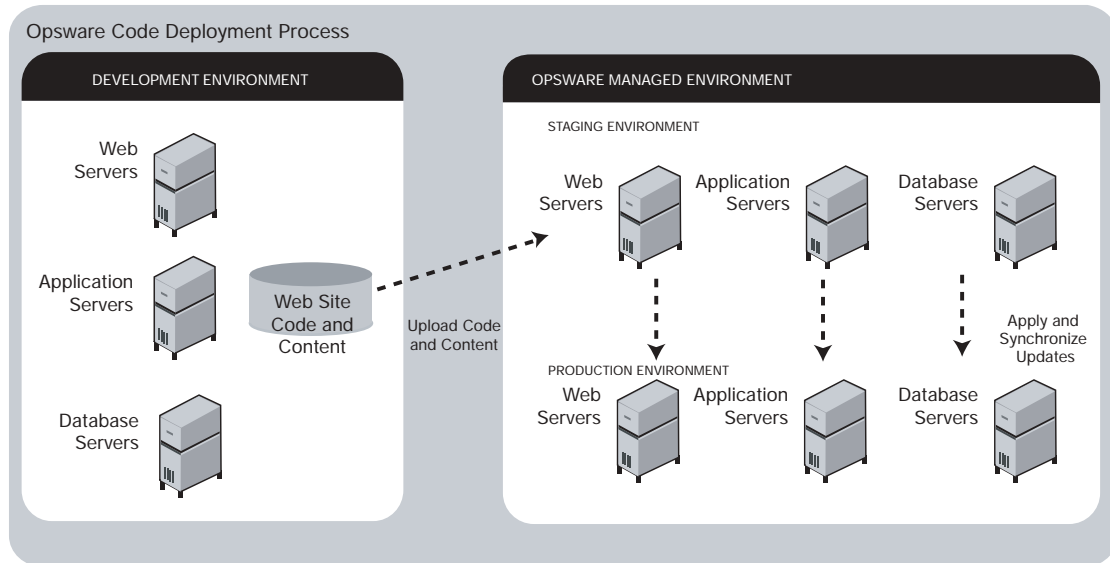 Opsware Code Deployment Process
DEVELOPMENT ENVIRONMENT
Web
Servers
Application
Servers
Web Site
Code and
Content
Database
Servers
Upload Code
and Content
OPSWARE MANAGED ENVIRONMENT
STAGING ENVIRONMENT
Web
Servers
Application
Servers
Database
Servers
Apply and
Synchronize
Updates
PRODUCTION ENVIRONMENT
Web
Servers
Application
Servers
Database
Servers